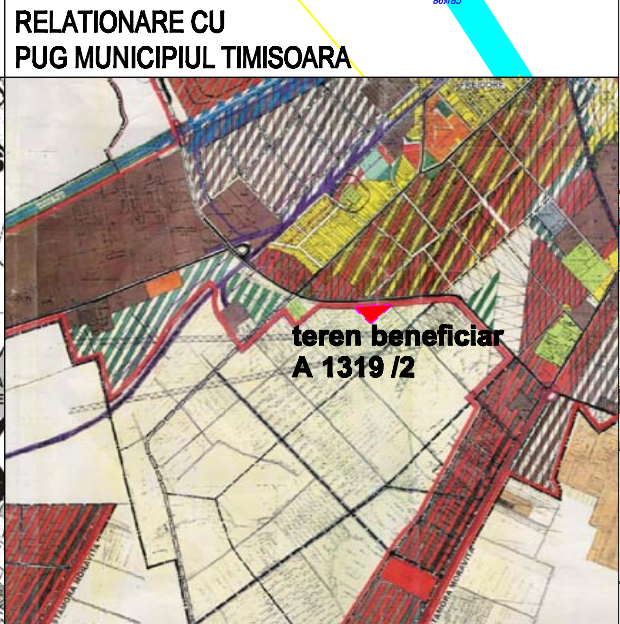 RELATIONARE CU
PUG MUNICIPIUL TIMISOARA
teren beneficiar
A 1319 /2